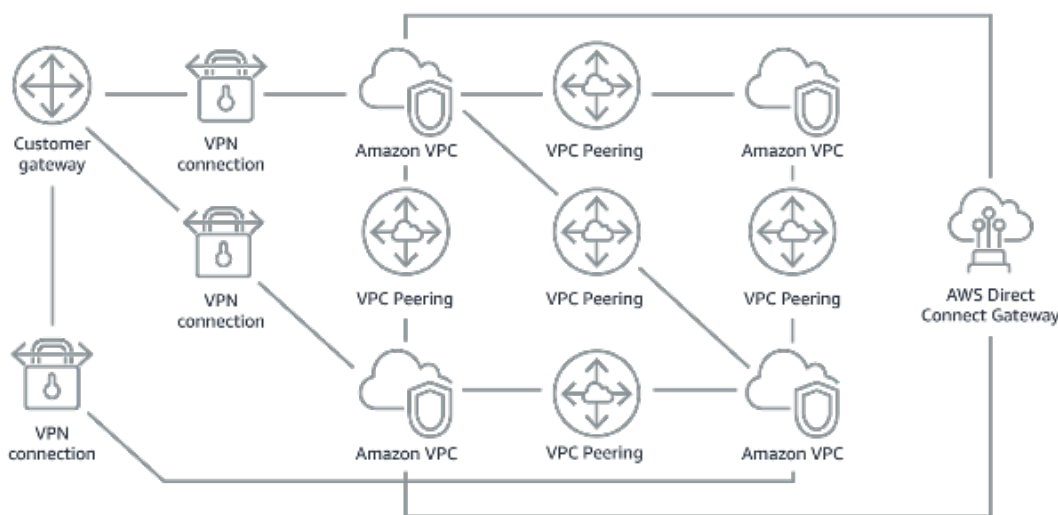 Customer
gateway
VPN
connection
Amazon VPC
VPC Peering
Amazon VPC
VPN
connection
VPC Peering
VPC Peering
VPC Peering
AWS Direct
Connect Gateway
VPN
connection
Amazon VPC
VPC Peering
Amazon VPC